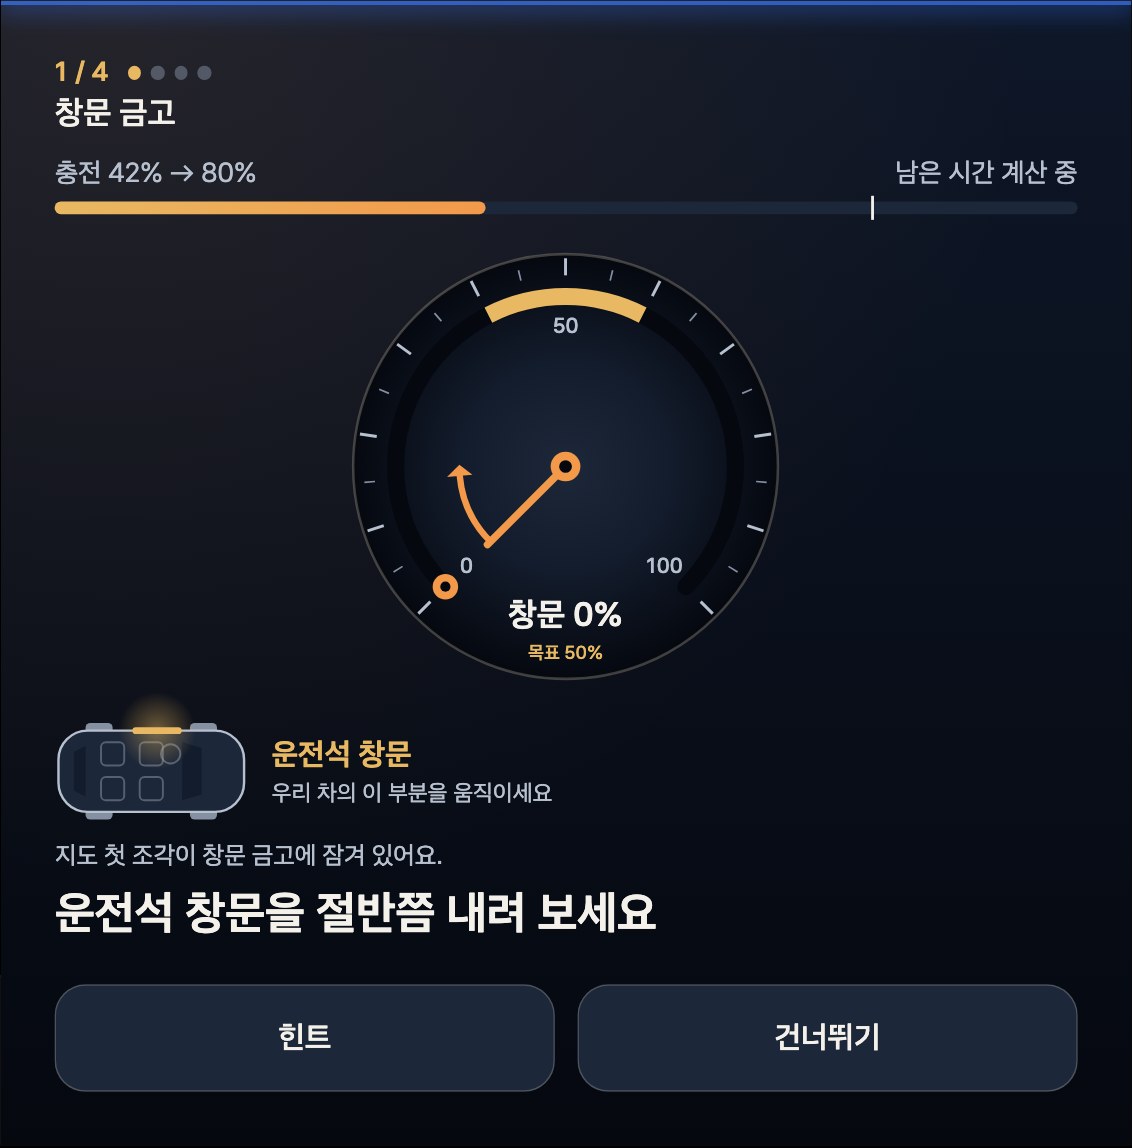 1 / 4
창문 금고
충전 42% → 80%
남은 시간 계산 중
50
0
100
창문 0%
목표 50%
운전석 창문
우리 차의 이 부분을 움직이세요
지도 첫 조각이 창문 금고에 잠겨 있어요.
운전석 창문을 절반쯤 내려 보세요
힌트
건너뛰기